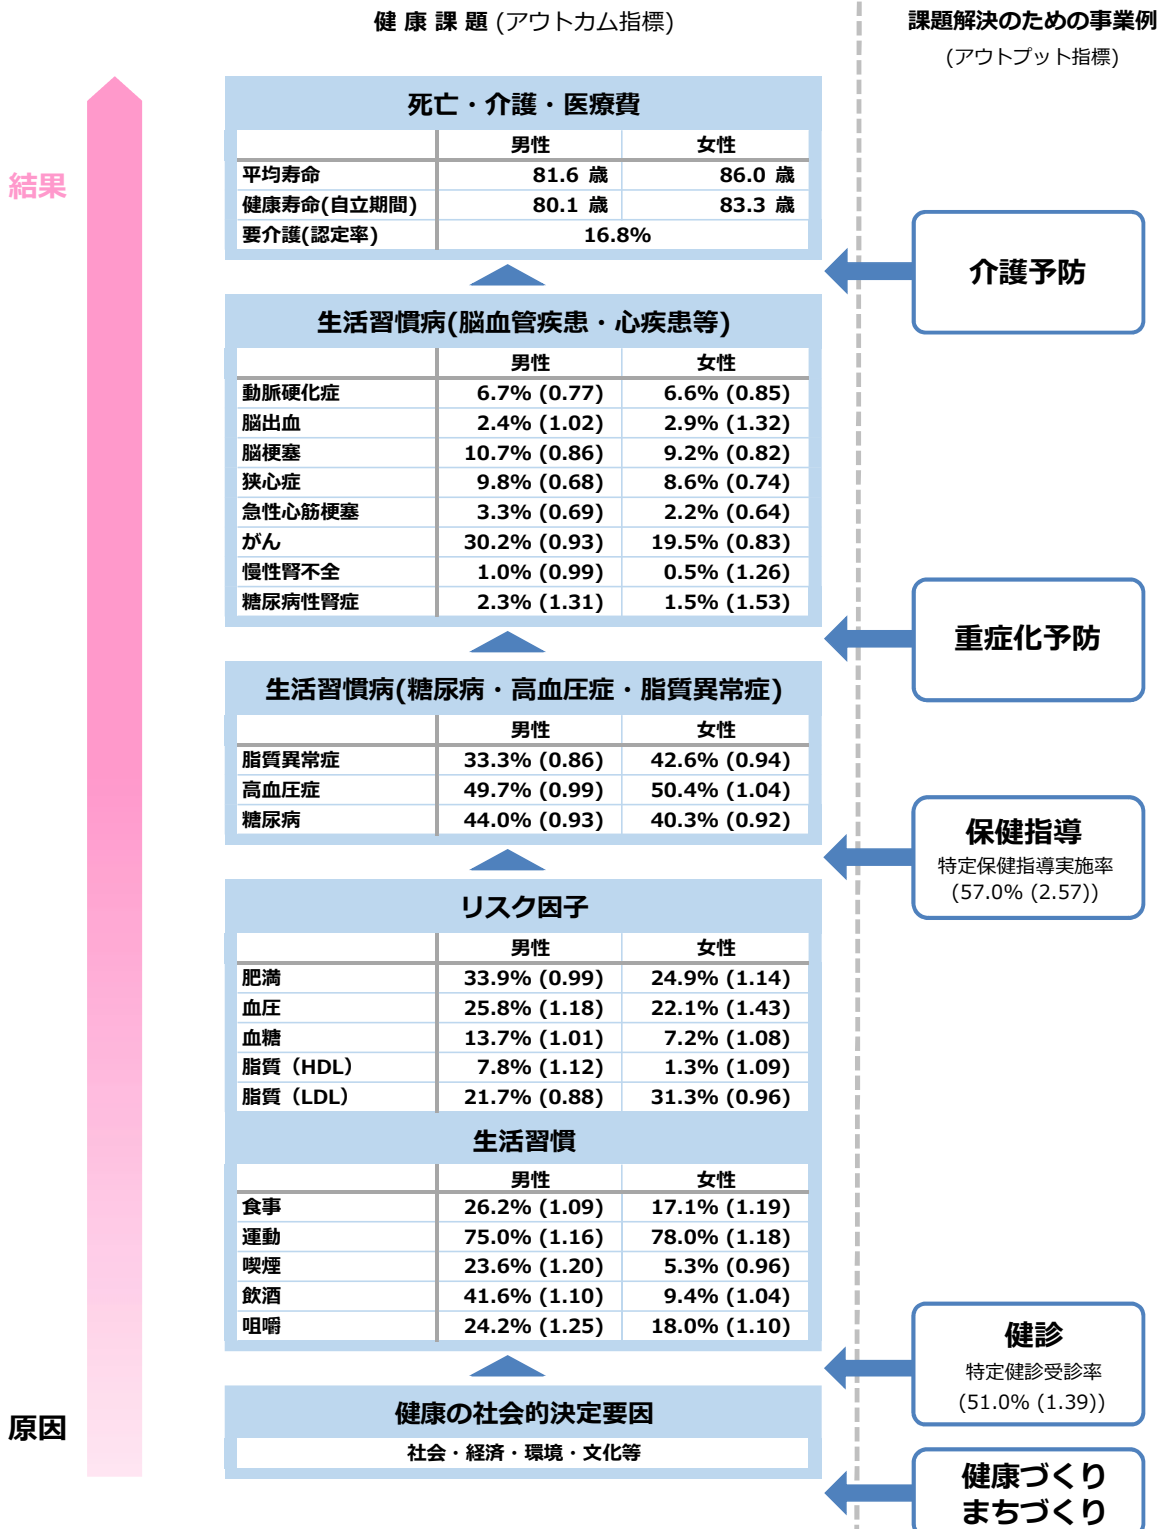 健 康 課 題 (アウトカム指標)
課題解決のための事業例
(アウトプット指標)
結果
原因
死亡・介護・医療費
男性 女性
平均寿命 81.6 歳 86.0 歳
健康寿命(自立期間) 80.1 歳 83.3 歳
要介護(認定率) 16.8%
介護予防
生活習慣病(脳血管疾患・心疾患等)
男性 女性
動脈硬化症 6.7% (0.77) 6.6% (0.85)
脳出血 2.4% (1.02) 2.9% (1.32)
脳梗塞 10.7% (0.86) 9.2% (0.82)
狭心症 9.8% (0.68) 8.6% (0.74)
急性心筋梗塞 3.3% (0.69) 2.2% (0.64)
がん 30.2% (0.93) 19.5% (0.83)
慢性腎不全 1.0% (0.99) 0.5% (1.26)
糖尿病性腎症 2.3% (1.31) 1.5% (1.53)
重症化予防
生活習慣病(糖尿病・高血圧症・脂質異常症)
男性 女性
脂質異常症 33.3% (0.86) 42.6% (0.94)
高血圧症 49.7% (0.99) 50.4% (1.04)
糖尿病 44.0% (0.93) 40.3% (0.92)
保健指導
特定保健指導実施率
(57.0% (2.57))
リスク因子
男性 女性
肥満 33.9% (0.99) 24.9% (1.14)
血圧 25.8% (1.18) 22.1% (1.43)
血糖 13.7% (1.01) 7.2% (1.08)
脂質（HDL） 7.8% (1.12) 1.3% (1.09)
脂質（LDL） 21.7% (0.88) 31.3% (0.96)
生活習慣
男性 女性
食事 26.2% (1.09) 17.1% (1.19)
運動 75.0% (1.16) 78.0% (1.18)
喫煙 23.6% (1.20) 5.3% (0.96)
飲酒 41.6% (1.10) 9.4% (1.04)
咀嚼 24.2% (1.25) 18.0% (1.10)
健診
特定健診受診率
(51.0% (1.39))
健康の社会的決定要因
社会・経済・環境・文化等
健康づくり
まちづくり